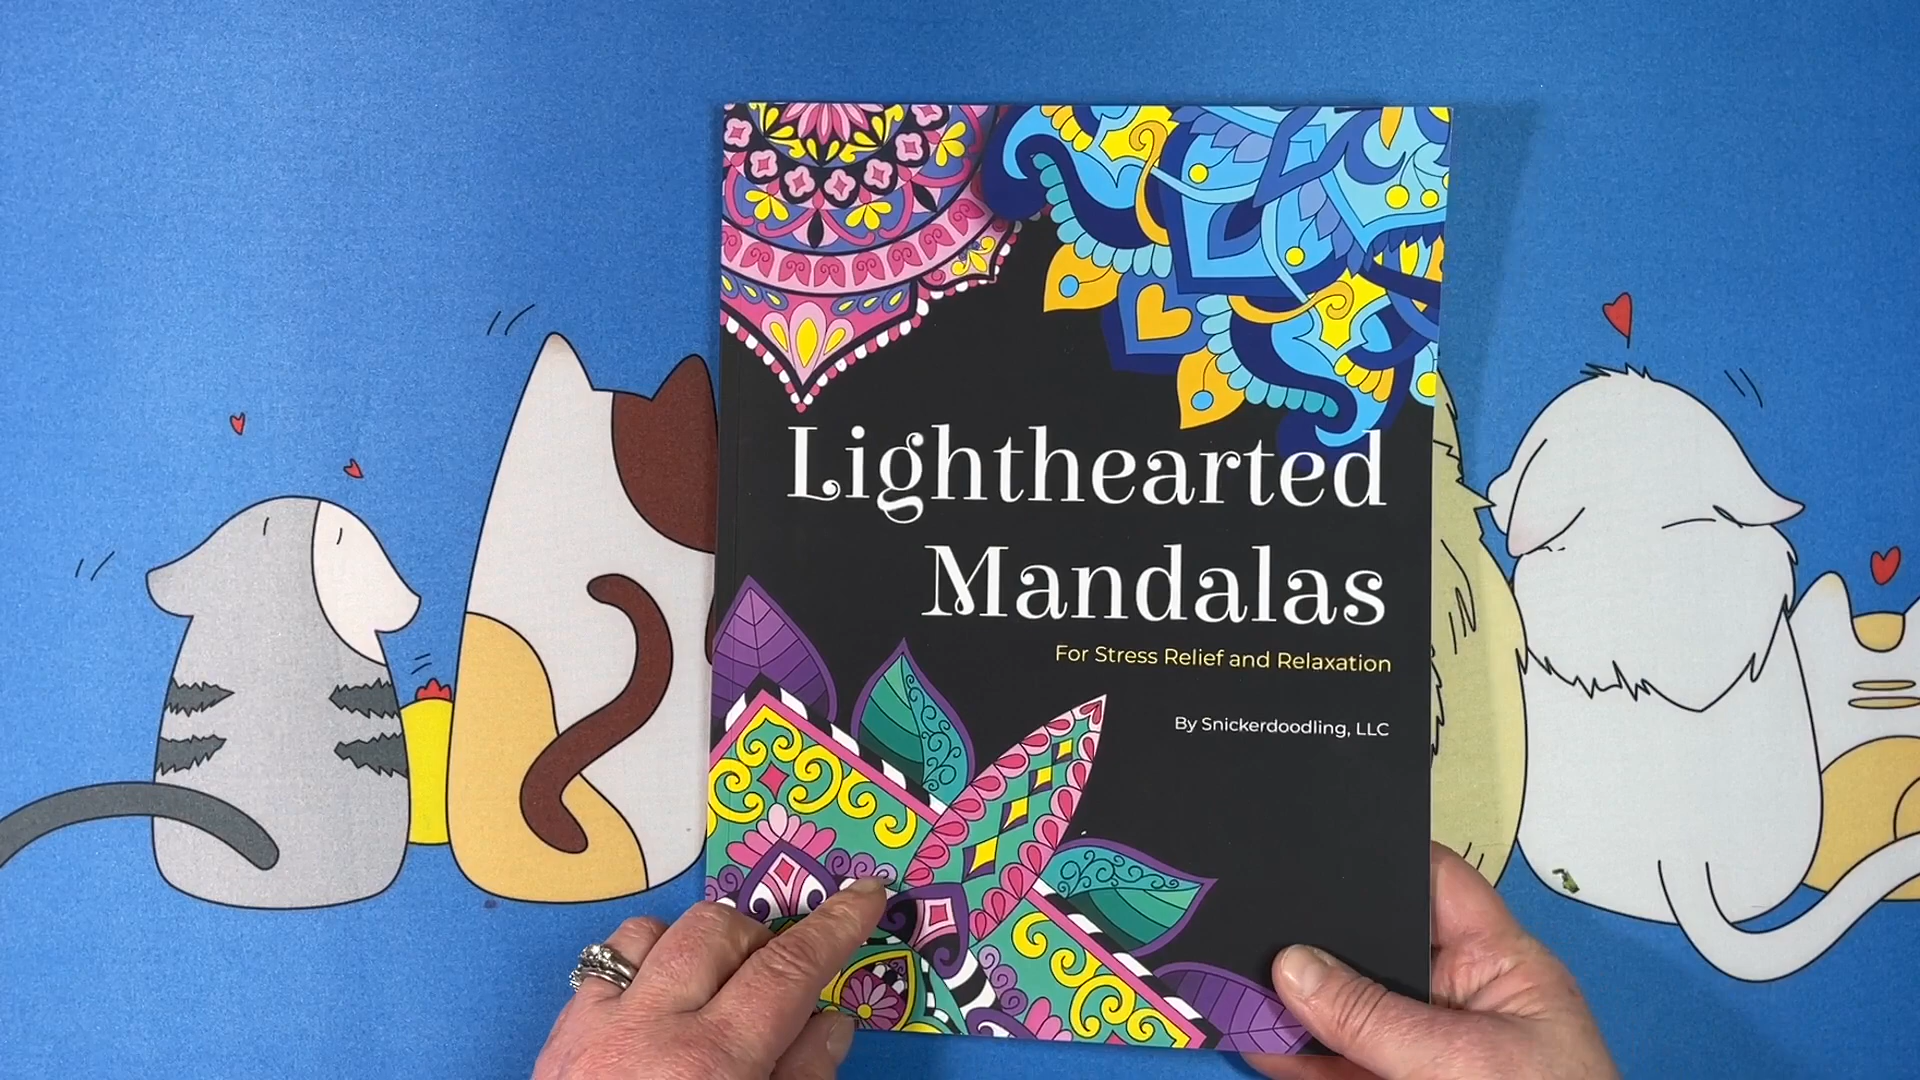 Lighthearted
Mandalas
For Stress Relief and Relaxation
By Snickerdoodling, LLC